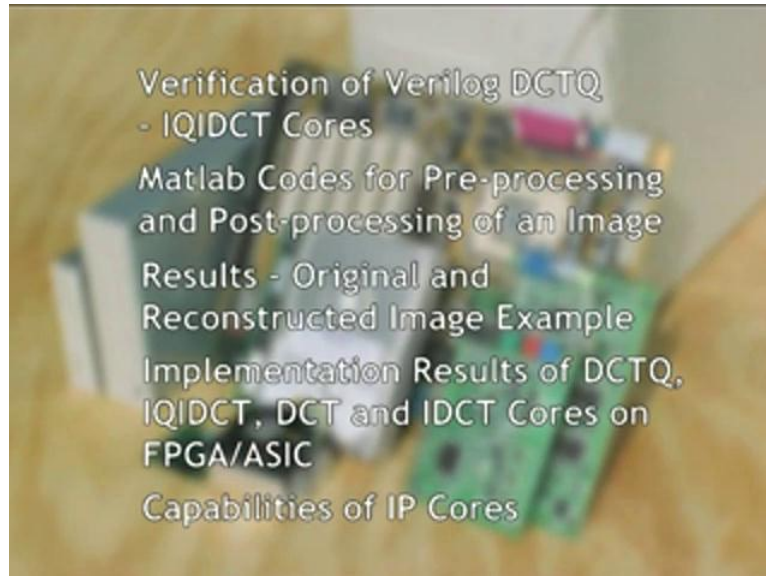 Verification of Verilog DCTQ
- IQIDCT Cores
Matlab Codes for Pre-processing
and Post-processing of an Image
Results - Original and
Reconstructed Image Example
Implementation Results of DCTQ,
IQIDCT, DCT and IDCT Cores on
FPGA/ASIC
Capabilities of IP Cores